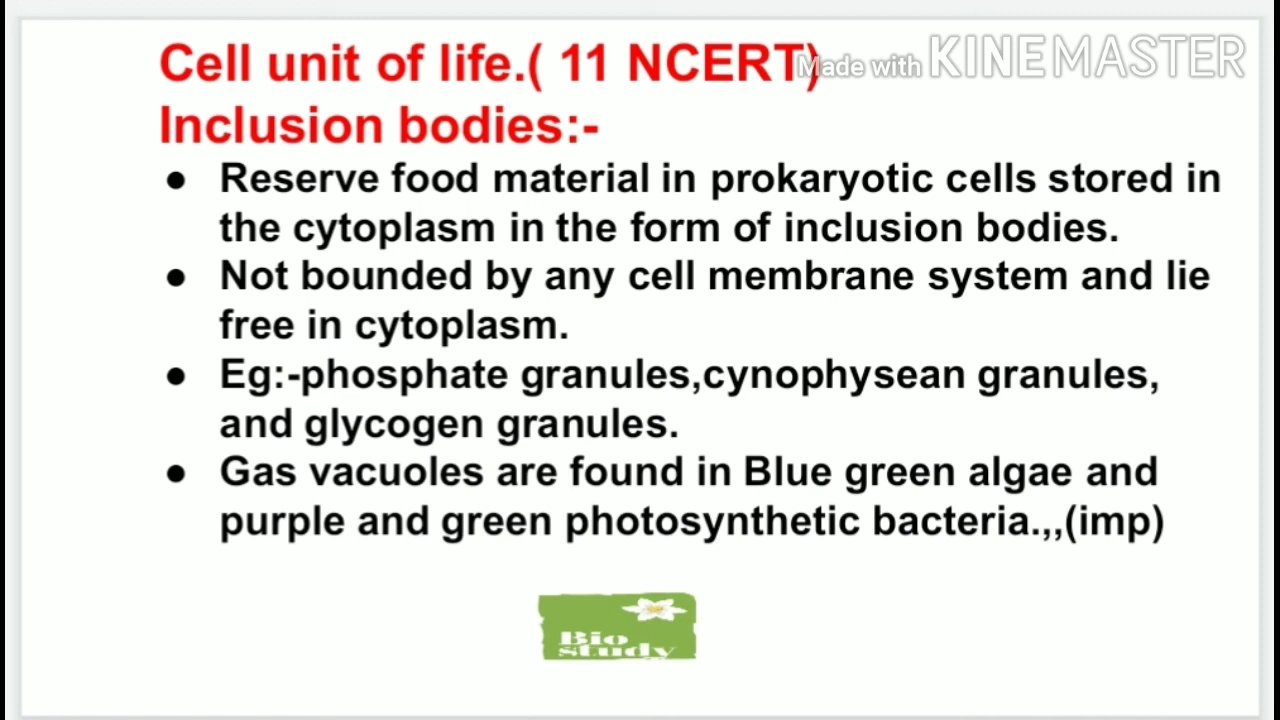 Cell unit of life.( 11 NCERT)
Made with KINEMASTER
Inclusion bodies:-
● Reserve food material in prokaryotic cells stored in
the cytoplasm in the form of inclusion bodies.
● Not bounded by any cell membrane system and lie
free in cytoplasm.
● Eg:-phosphate granules,cynophysean granules,
and glycogen granules.
● Gas vacuoles are found in Blue green algae and
purple and green photosynthetic bacteria.,,(imp)
Bio
study